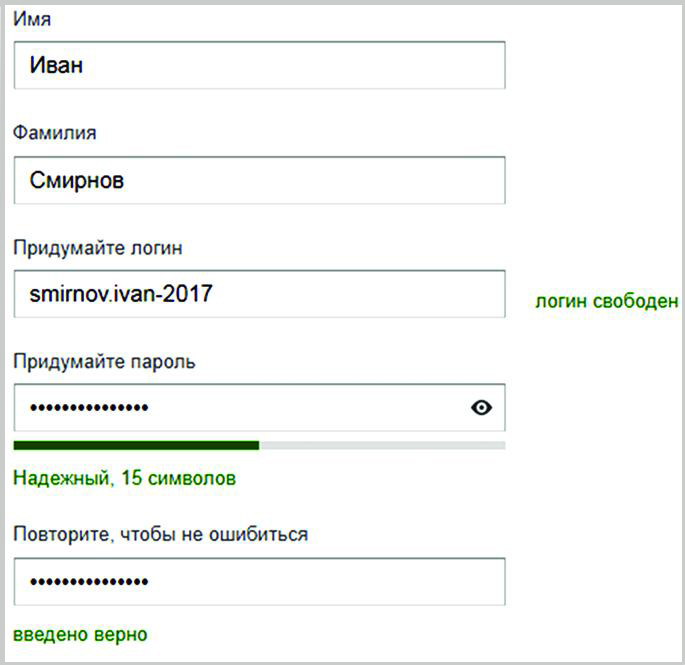 Имя
Иван
Фамилия
Смирнов
Придумайте логин
smirnov.ivan-2017
логин свободен
Придумайте пароль
•••••••••••••••
Надежный, 15 символов
Повторите, чтобы не ошибиться
•••••••••••••••
введено верно